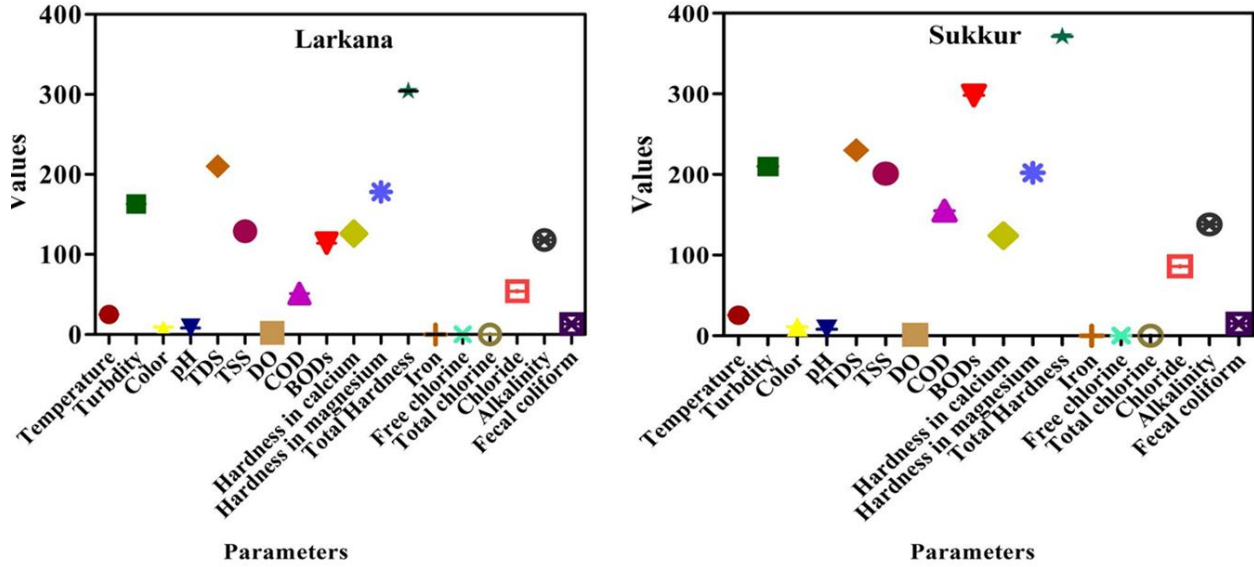 Larkana
Values
400
300
200
100
0
Temperature
Turbdity
Color
pH
TDS
TSS
DO
COD
BODs
Hardness in calcium
Hardness in magnesium
Total Hardness
Iron
Free chlorine
Total chlorine
Chloride
Alkalinity
Fecal coliform
Parameters
Sukkur
Values
400
300
200
100
0
Temperature
Turbdity
Color
pH
TDS
TSS
DO
COD
BODs
Hardness in calcium
Hardness in magnesium
Total Hardness
Iron
Free chlorine
Total chlorine
Chloride
Alkalinity
Fecal coliform
Parameters